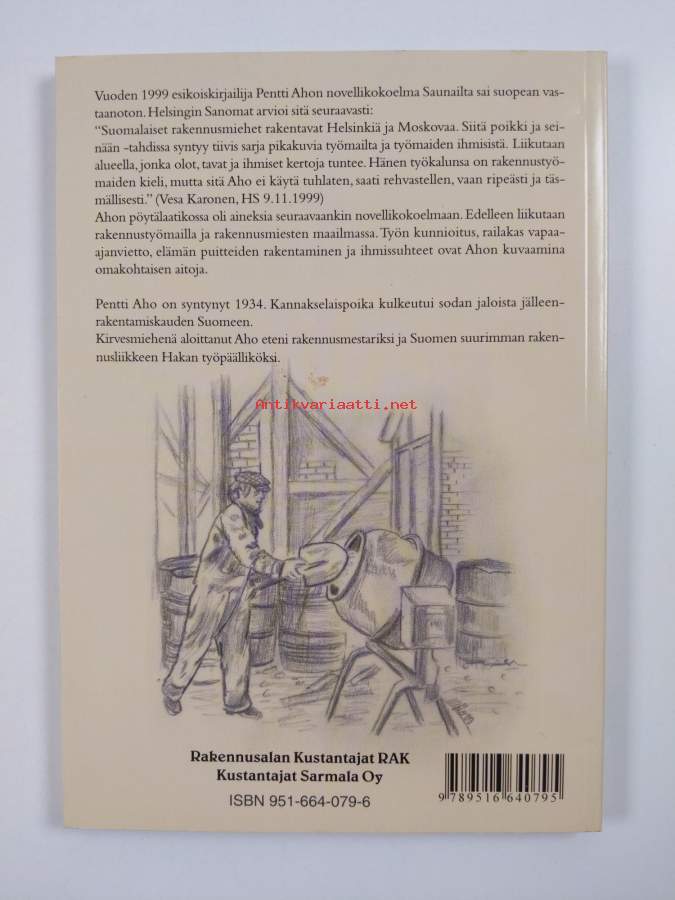 Vuoden 1999 esikoiskirjailija Pentti Ahon novellikokoelma Saunailta sai suopean vas-
taanoton. Helsingin Sanomat arvioi sitä seuraavasti:
“Suomalaiset rakennusmiehet rakentavat Helsinkiä ja Moskovaa. Siitä poikki ja sei-
nään -tahdissa syntyy tiivis sarja pikakuvia työmailta ja työmaiden ihmisistä. Liikutaan
alueella, jonka olot, tavat ja ihmiset kertoja tuntee. Hänen työkalunsa on rakennustyö-
maiden kieli, mutta sitä Aho ei käytä tuhlaten, saati rehvastellen, vaan ripeästi ja täs-
mällisesti.” (Vesa Karonen, HS 9.11.1999)
Ahon pöytälaatikossa oli aineksia seuraavaankin novellikokoelmaan. Edelleen liikutaan
rakennustyömailla ja rakennusmiesten maailmassa. Työn kunnioitus, railakas vapaa-
ajanvietto, elämän puitteiden rakentaminen ja ihmissuhteet ovat Ahon kuvaamina
omakohtaisen aitoja.
Pentti Aho on syntynyt 1934. Kannakselaispoika kulkeutui sodan jaloista jälleen-
rakentamiskauden Suomeen.
Kirvesmiehenä aloittanut Aho eteni rakennusmestariksi ja Suomen suurimman raken-
nusliikkeen Hakan työpäälliköksi.
Antikvariaatti.net
Rakennusalan Kustantajat RAK
Kustantajat Sarmala Oy
ISBN 951-664-079-6
9 789516 640795